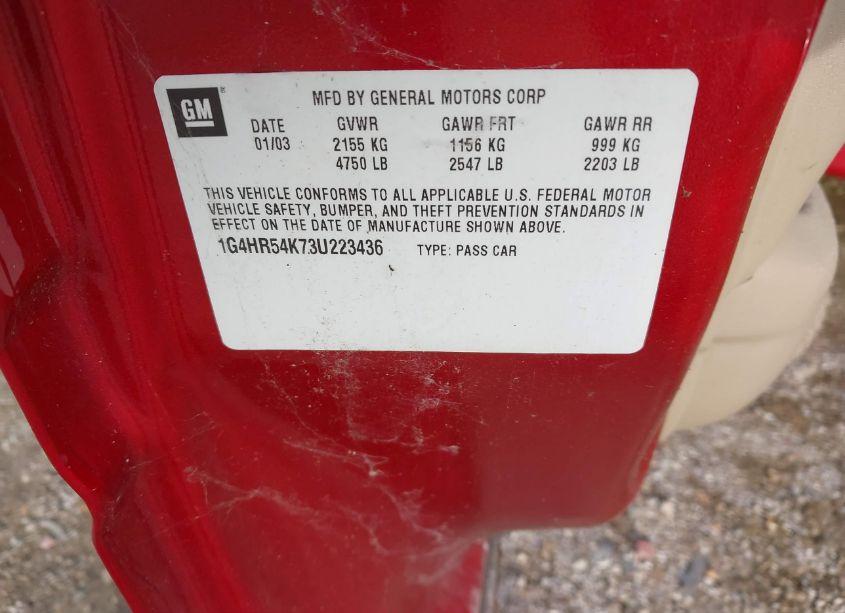 GM
MFD BY GENERAL MOTORS CORP
DATE GVWR GAWR FRT GAWR RR
01/03 2155 KG 1156 KG 999 KG
4750 LB 2547 LB 2203 LB
THIS VEHICLE CONFORMS TO ALL APPLICABLE U.S. FEDERAL MOTOR
VEHICLE SAFETY, BUMPER, AND THEFT PREVENTION STANDARDS IN
EFFECT ON THE DATE OF MANUFACTURE SHOWN ABOVE.
1G4HR54K73U223436 TYPE: PASS CAR